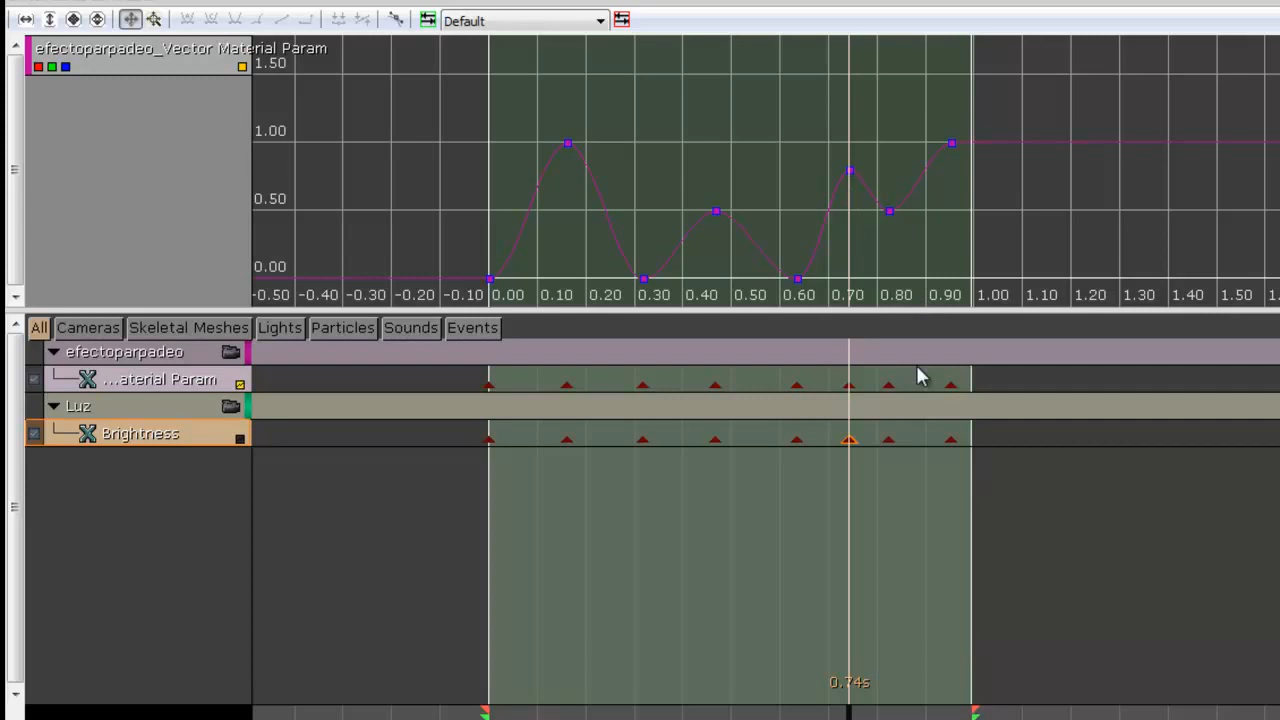 Default
efectoparpadeo_Vector Material Param
1.50
1.00
0.50
0.00
-0.50 -0.40 -0.30 -0.20 -0.10 0.00 0.10 0.20 0.30 0.40 0.50 0.60 0.70 0.80 0.90 1.00 1.10 1.20 1.30 1.40 1.50
All Cameras Skeletal Meshes Lights Particles Sounds Events
efectoparpadeo
...aterial Param
Luz
Brightness
0.74s